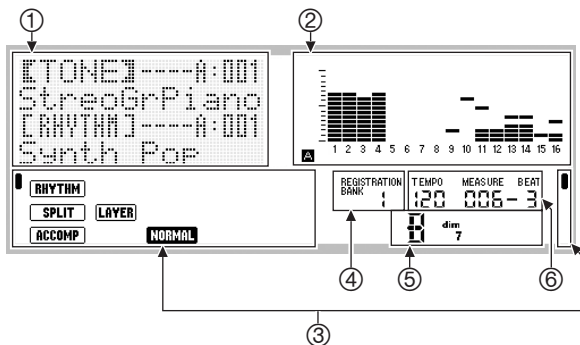 ① ②
[TONE]----A:001
StreoGrPiano
[RHYTHM]---A:001
Synth Pop
A
1 2 3 4 5 6 7 8 9 10 11 12 13 14 15 16
RHYTHM
SPLIT LAYER
ACCOMP NORMAL
REGISTRATION BANK 1
TEMPO MEASURE BEAT
120 006-3
B dim 7
④ ⑤ ⑥
③